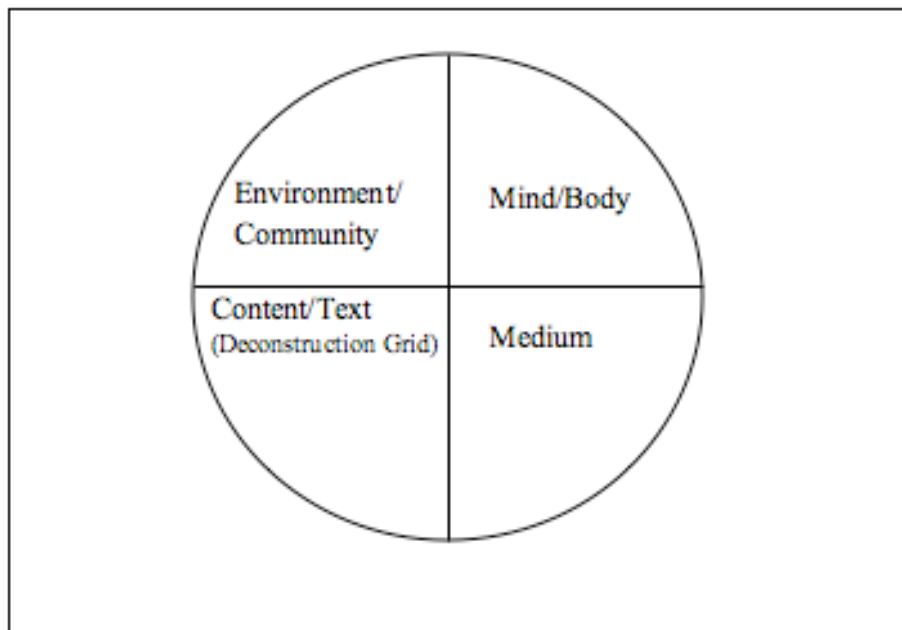 Environment/
Community
Mind/Body
Content/Text
(Deconstruction Grid)
Medium